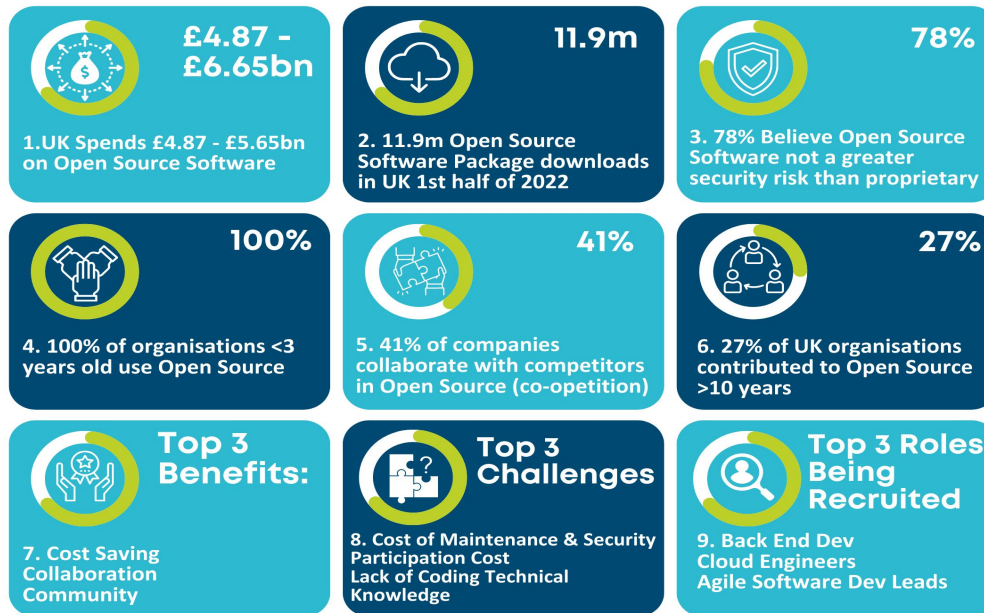 £4.87 -
£6.65bn
1.UK Spends £4.87 - £5.65bn
on Open Source Software
11.9m
2. 11.9m Open Source
Software Package downloads
in UK 1st half of 2022
78%
3. 78% Believe Open Source
Software not a greater
security risk than proprietary
100%
4. 100% of organisations <3
years old use Open Source
41%
5. 41% of companies
collaborate with competitors
in Open Source (co-opetition)
27%
6. 27% of UK organisations
contributed to Open Source
>10 years
Top 3
Benefits:
7. Cost Saving
Collaboration
Community
Top 3
Challenges
8. Cost of Maintenance & Security
Participation Cost
Lack of Coding Technical
Knowledge
Top 3 Roles
Being
Recruited
9. Back End Dev
Cloud Engineers
Agile Software Dev Leads